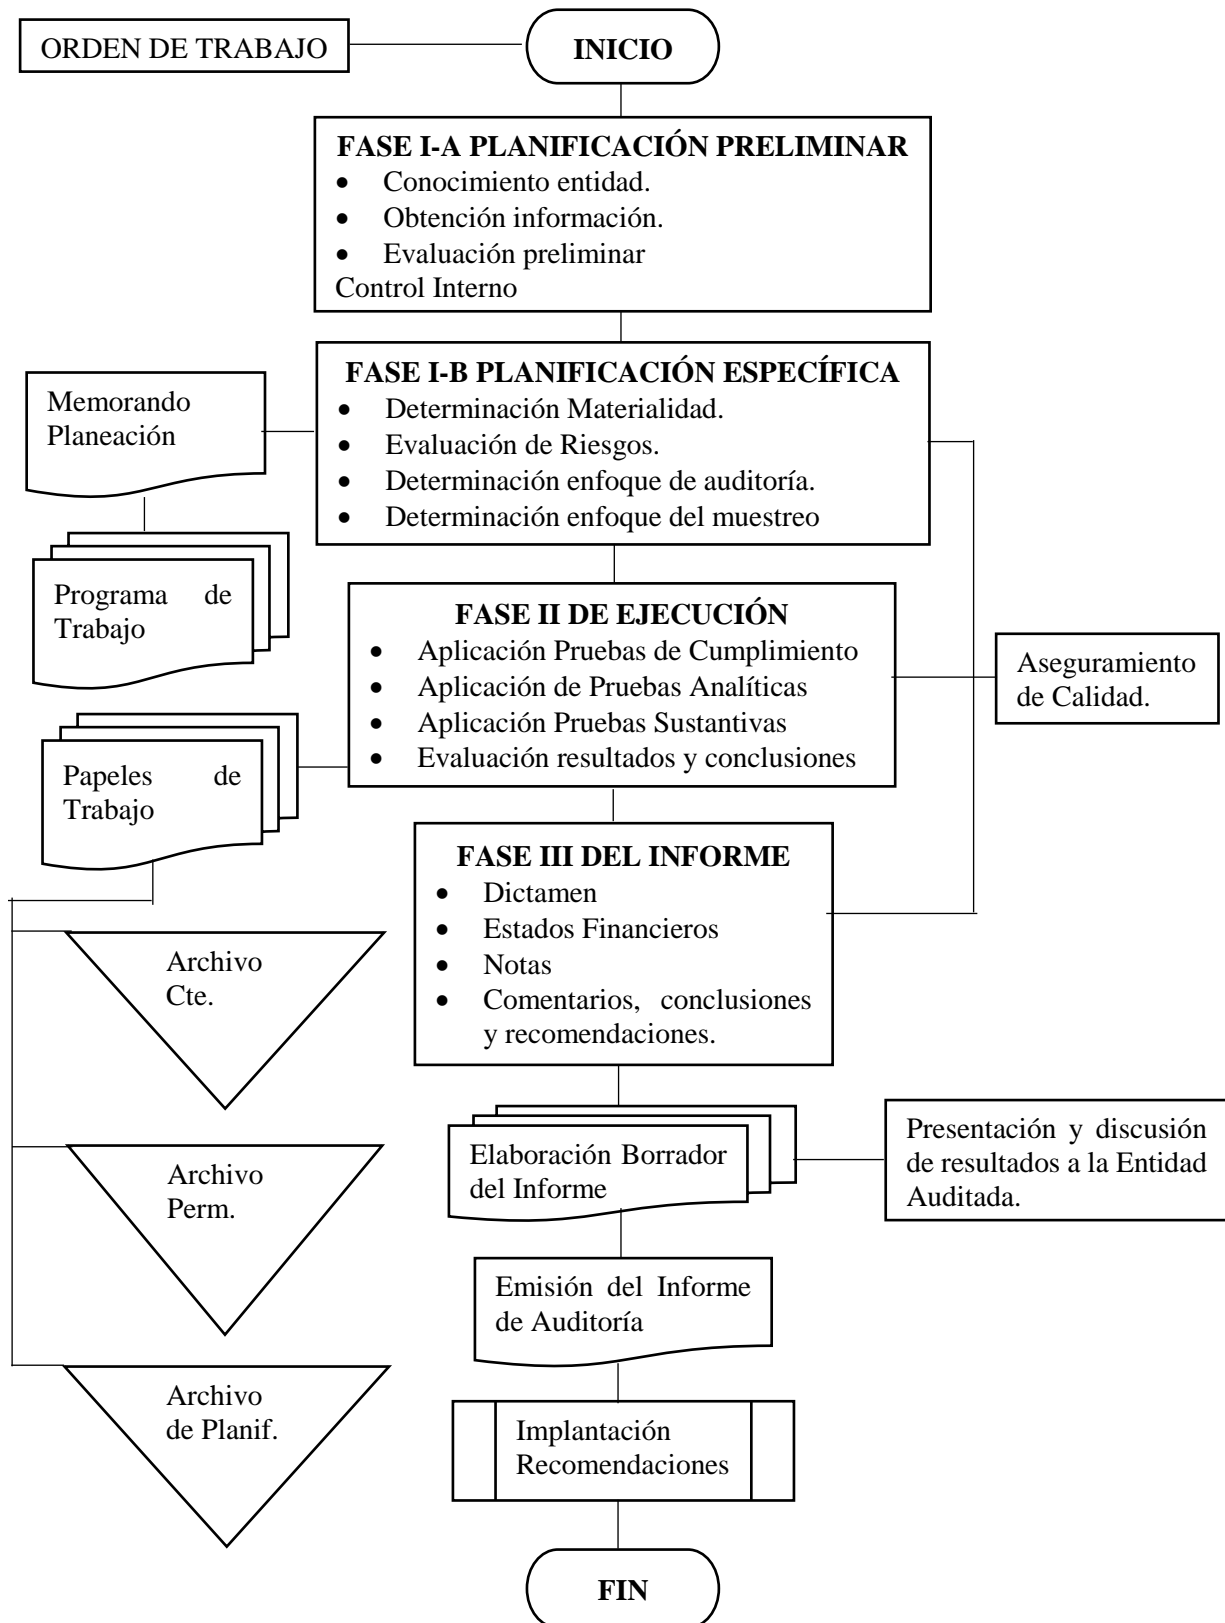 ORDEN DE TRABAJO
INICIO
FASE I-A PLANIFICACIÓN PRELIMINAR
• Conocimiento entidad.
• Obtención información.
• Evaluación preliminar
Control Interno
FASE I-B PLANIFICACIÓN ESPECÍFICA
• Determinación Materialidad.
• Evaluación de Riesgos.
• Determinación enfoque de auditoría.
• Determinación enfoque del muestreo
Memorando
Planeación
Programa de
Trabajo
FASE II DE EJECUCIÓN
• Aplicación Pruebas de Cumplimiento
• Aplicación de Pruebas Analíticas
• Aplicación Pruebas Sustantivas
• Evaluación resultados y conclusiones
Aseguramiento
de Calidad.
Papeles de
Trabajo
FASE III DEL INFORME
• Dictamen
• Estados Financieros
• Notas
• Comentarios, conclusiones
y recomendaciones.
Archivo
Cte.
Archivo
Perm.
Archivo
de Planif.
Elaboración Borrador
del Informe
Presentación y discusión
de resultados a la Entidad
Auditada.
Emisión del Informe
de Auditoría
Implantación
Recomendaciones
FIN